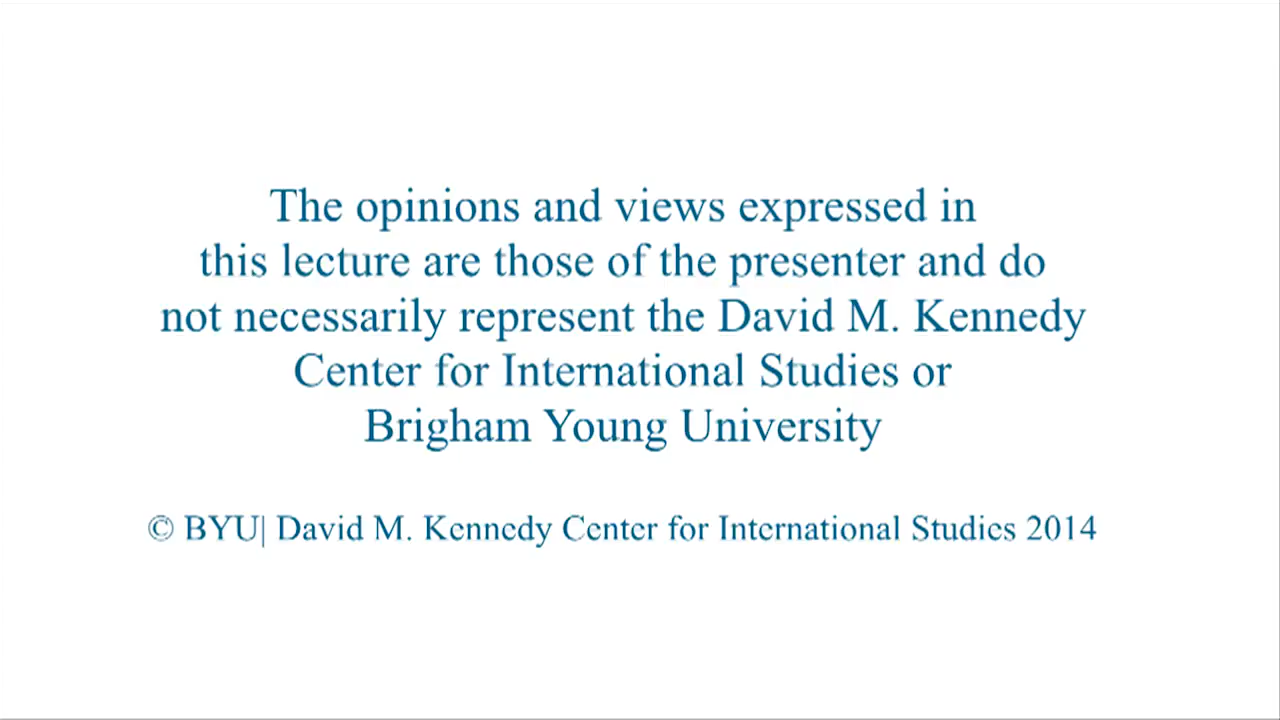 The opinions and views expressed in
this lecture are those of the presenter and do
not necessarily represent the David M. Kennedy
Center for International Studies or
Brigham Young University
© BYU| David M. Kennedy Center for International Studies 2014